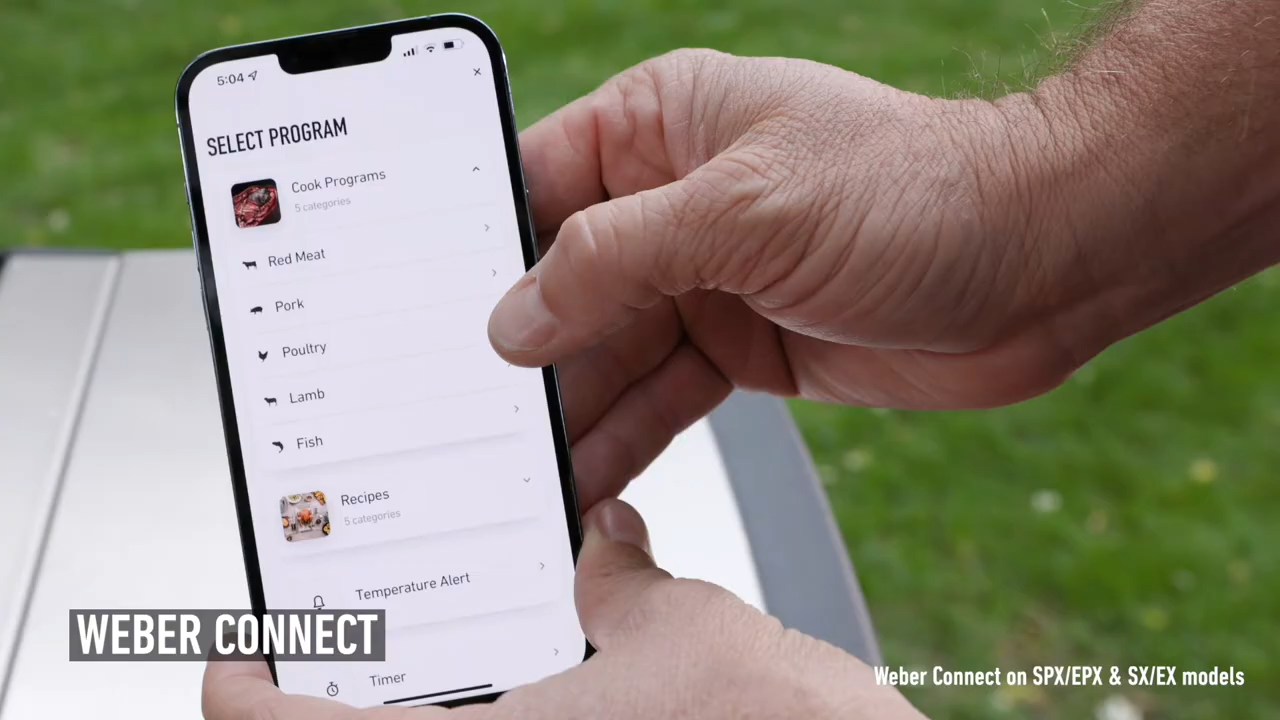 5:04
SELECT PROGRAM
Cook Programs
5 categories
Red Meat
Pork
Poultry
Lamb
Fish
Recipes
5 categories
Temperature Alert
Timer
WEBER CONNECT
Weber Connect on SPX/EPX & SX/EX models